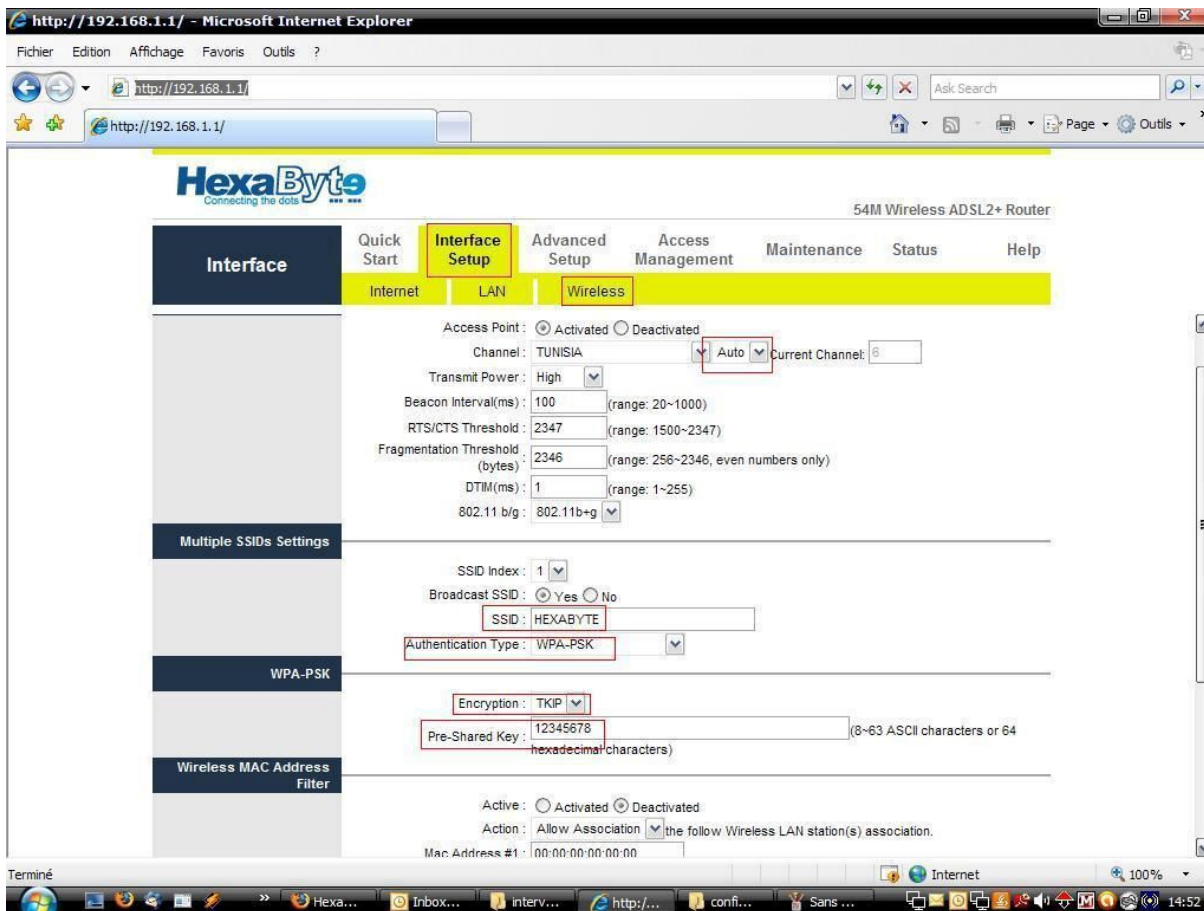 http://192.168.1.1/ - Microsoft Internet Explorer
Fichier Edition Affichage Favoris Outils ?
http://192.168.1.1/
Ask Search
http://192.168.1.1/
Page Outils
HexaByte
Connecting the dots
54M Wireless ADSL2+ Router
Interface
Quick Start
Interface Setup
Advanced Setup
Access Management
Maintenance
Status
Help
Internet LAN Wireless
Access Point : Activated Deactivated
Channel : TUNISIA Auto Current Channel: 6
Transmit Power : High
Beacon Interval(ms) : 100 (range: 20~1000)
RTS/CTS Threshold : 2347 (range: 1500~2347)
Fragmentation Threshold (bytes) : 2346 (range: 256~2346, even numbers only)
DTIM(ms) : 1 (range: 1~255)
802.11 b/g : 802.11b+g
Multiple SSIDs Settings
SSID Index : 1
Broadcast SSID : Yes No
SSID : HEXABYTE
Authentication Type : WPA-PSK
WPA-PSK
Encryption : TKIP
Pre-Shared Key : 12345678 (8~63 ASCII characters or 64
hexadecimal characters)
Wireless MAC Address
Filter
Active : Activated Deactivated
Action : Allow Association the follow Wireless LAN station(s) association.
Mac Address #1 : 00:00:00:00:00:00
Terminé Internet 100%
Hexa... Inbox... interv... http:/... confi... Sans ... 14:52